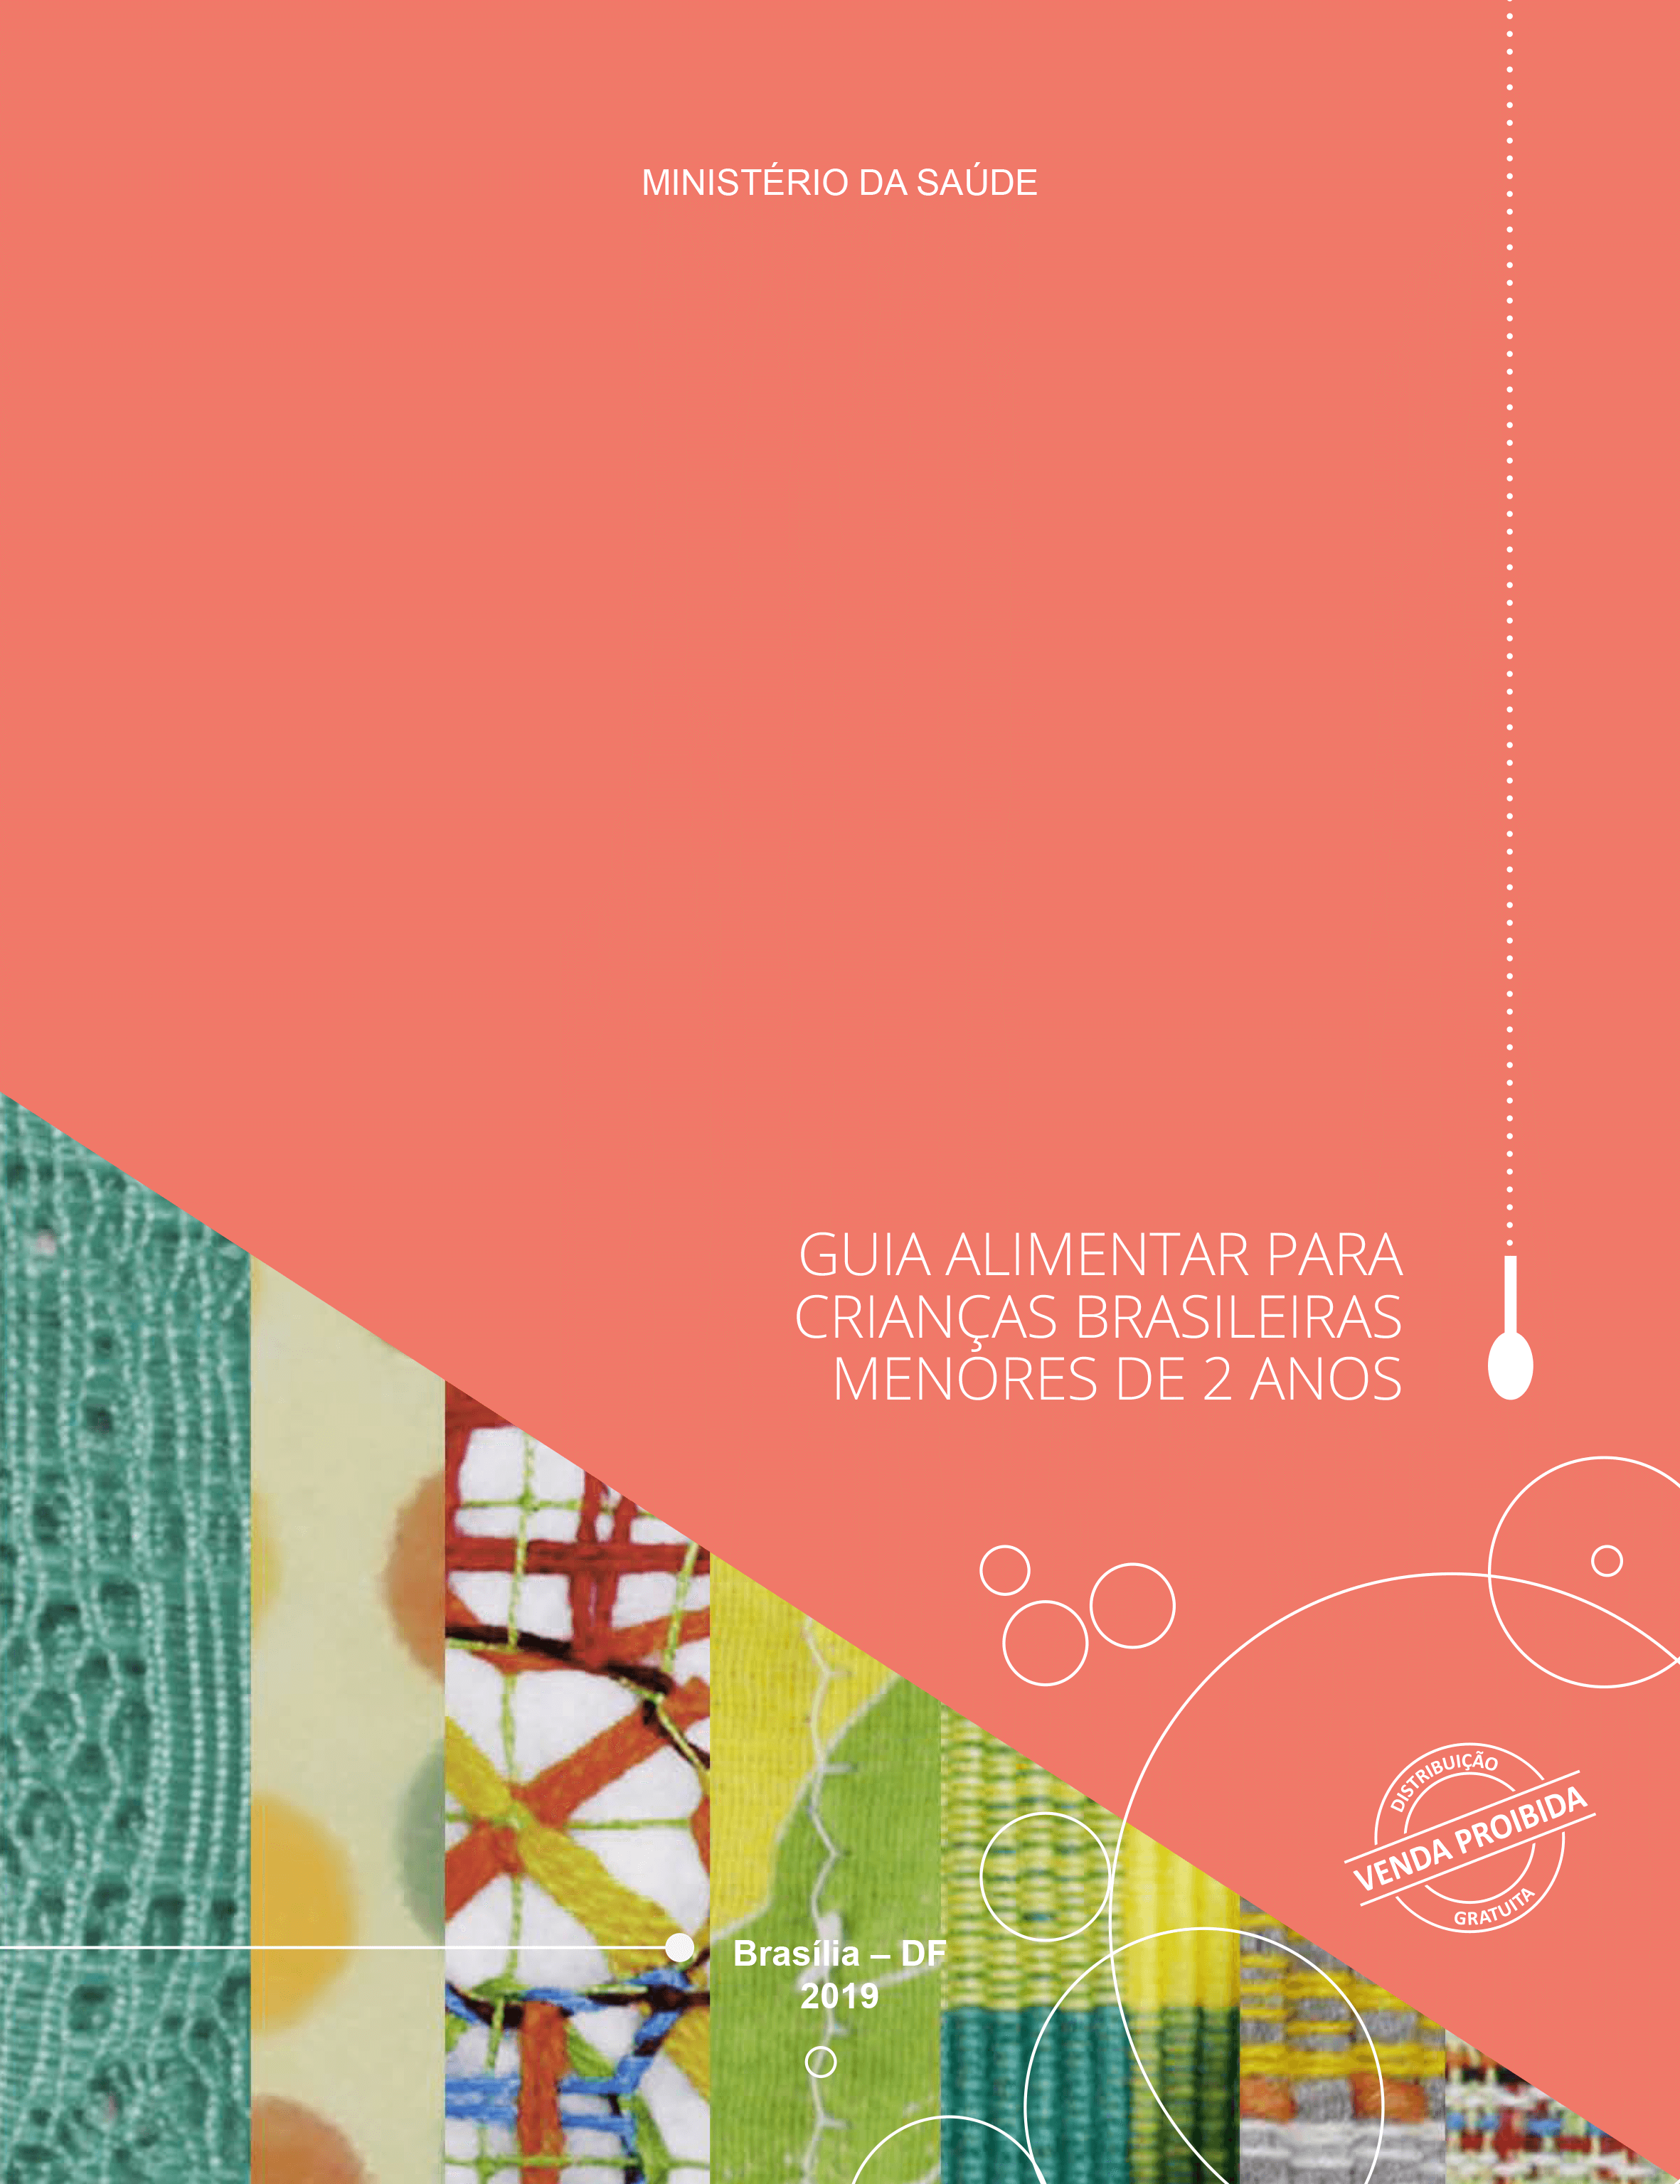 MINISTÉRIO DA SAÚDE
GUIA ALIMENTAR PARA
CRIANÇAS BRASILEIRAS
MENORES DE 2 ANOS
DISTRIBUIÇÃO
VENDA PROIBIDA
GRATUITA
Brasília – DF
2019